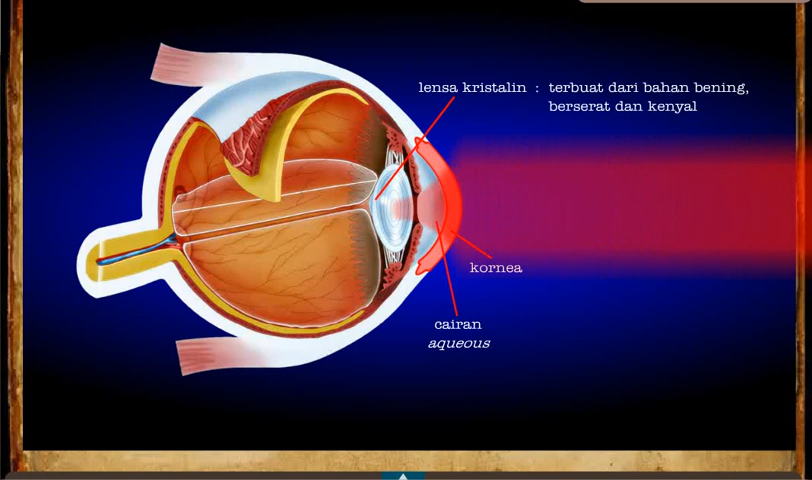 lensa kristalin : terbuat dari bahan bening,
berserat dan kenyal
kornea
cairan
aqueous